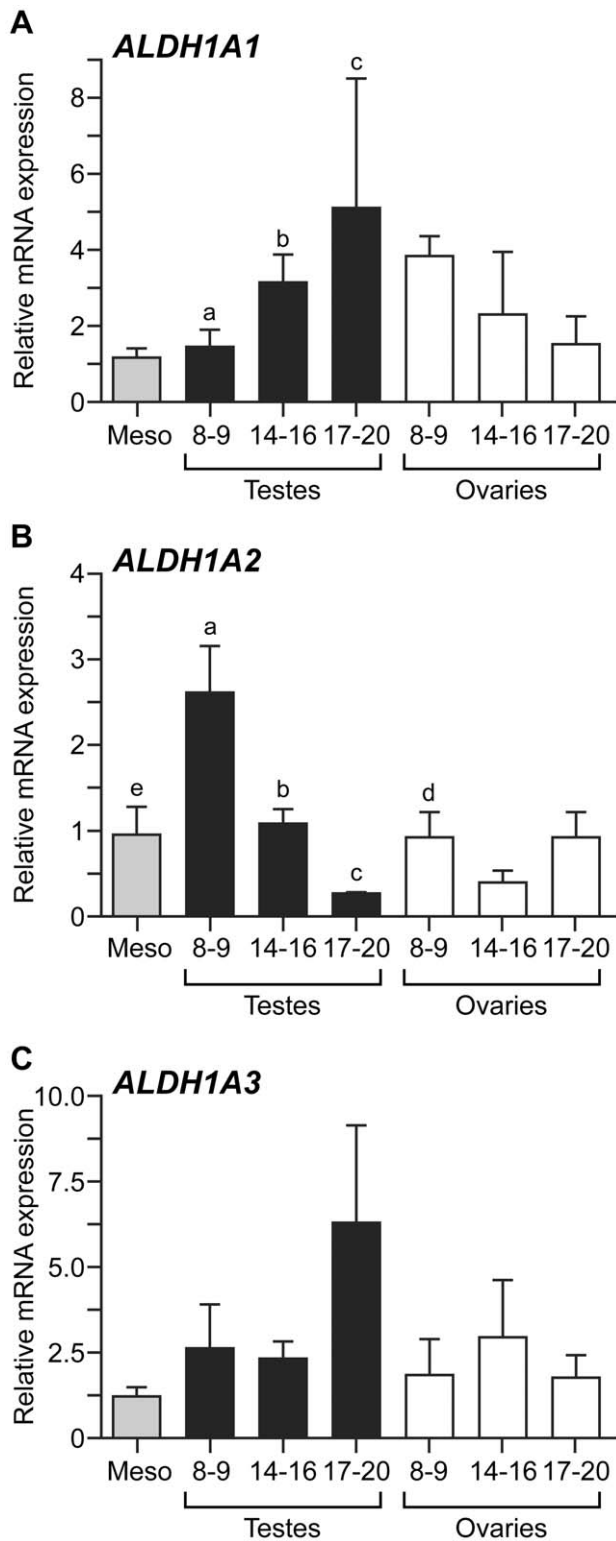 A
ALDH1A1
Relative mRNA expression
8
6
4
2
0
a
b
c
Meso 8-9 14-16 17-20 8-9 14-16 17-20
Testes Ovaries
B
ALDH1A2
Relative mRNA expression
4
3
2
1
0
e
a
b
c
d
Meso 8-9 14-16 17-20 8-9 14-16 17-20
Testes Ovaries
C
ALDH1A3
Relative mRNA expression
10.0
7.5
5.0
2.5
0
Meso 8-9 14-16 17-20 8-9 14-16 17-20
Testes Ovaries